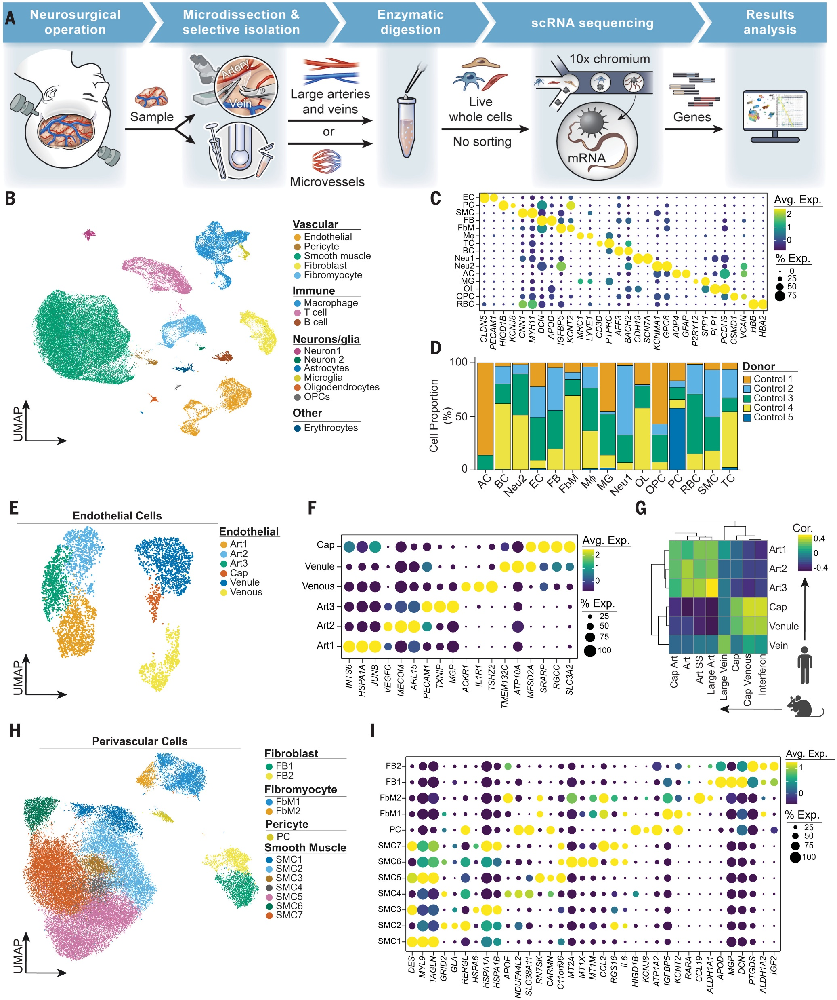 A
Neurosurgical
operation
Microdissection &
selective isolation
Enzymatic
digestion
scRNA sequencing
Results
analysis
Sample
Artery
Vein
Large arteries
and veins
or
Microvessels
Live
whole cells
No sorting
10x chromium
mRNA
Genes
B
Vascular
Endothelial
Pericyte
Smooth muscle
Fibroblast
Fibromyocyte
Immune
Macrophage
T cell
B cell
Neurons/glia
Neuron1
Neuron 2
Astrocytes
Microglia
Oligodendrocytes
OPCs
Other
Erythrocytes
UMAP
C
EC
PC
SMC
FB
FbM
Mϕ
TC
BC
Neu1
Neu2
AC
MG
OL
OPC
RBC
CLDN5 PECAM1 HIGD1B KCNJ8 CNN1 MYH11 DCN APOD IGFBP5 KCNT2 MRC1 LYVE1 CD3D PTPRC AFF3 BACH2 CDH19 SCN7A KCNMA1 GPC6 AQP4 GFAP P2RY12 SPP1 PLP1 PCDH9 CSMD1 VCAN HBB HBA2
Avg. Exp.
2
1
0
% Exp.
0
25
50
75
D
Cell Proportion
(%)
100
50
0
AC BC Neu2 EC FB FbM Mϕ MG Neu1 OL OPC PC RBC SMC TC
Donor
Control 1
Control 2
Control 3
Control 4
Control 5
E
Endothelial Cells
Endothelial
Art1
Art2
Art3
Cap
Venule
Venous
UMAP
F
Cap
Venule
Venous
Art3
Art2
Art1
INTS6 HSPA1A JUNB VEGFC MECOM ARL15 PECAM1 TXNIP MGP ACKR1 IL1R1 TSHZ2 TMEM132C ATP10A MFSD2A SRARP RGCC SLC3A2
Avg. Exp.
2
1
0
% Exp.
25
50
75
100
G
Cor.
0.4
0
-0.4
Art1
Art2
Art3
Cap
Venule
Vein
Cap Art Art Art SS Large Art Large Vein Cap Cap Venous Interferon
H
Perivascular Cells
Fibroblast
FB1
FB2
Fibromyocyte
FbM1
FbM2
Pericyte
PC
Smooth Muscle
SMC1
SMC2
SMC3
SMC4
SMC5
SMC6
SMC7
UMAP
I
FB2
FB1
FbM2
FbM1
PC
SMC7
SMC6
SMC5
SMC4
SMC3
SMC2
SMC1
DES MYL9 TAGLN GRID2 GLA RERGL HSPA6 HSPA1A HSPA1B APOE NDUFA4L2 SLC38A11 RN7SK CARMN C11orf96 MT2A MT1X MT1M CCL2 RGS16 IL6 HIGD1B KCNJ8 ATP1A2 IGFBP5 KCNT2 RARA CCL19 ALDH1A1 APOD MGP DCN PTGDS ALDH1A2 IGF2
Avg. Exp.
1
0
% Exp.
25
50
75
100